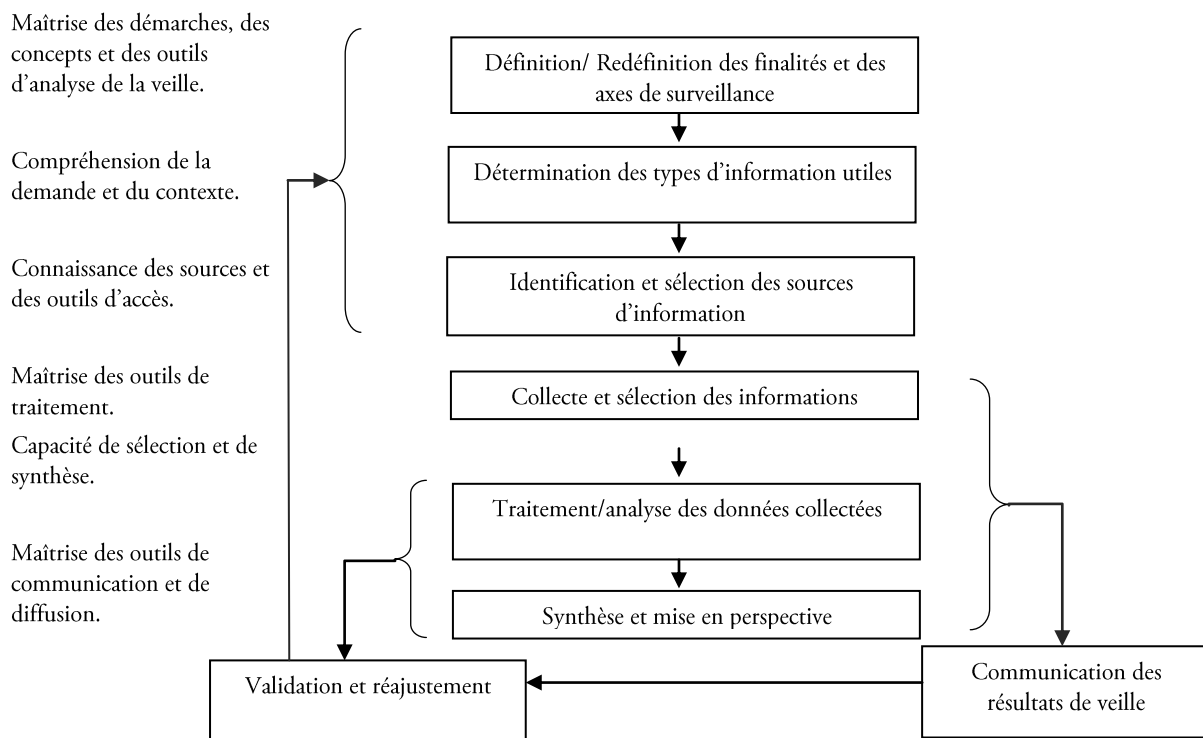 Maîtrise des démarches, des
concepts et des outils
d’analyse de la veille.
Compréhension de la
demande et du contexte.
Connaissance des sources et
des outils d’accès.
Maîtrise des outils de
traitement.
Capacité de sélection et de
synthèse.
Maîtrise des outils de
communication et de
diffusion.
Définition/ Redéfinition des finalités et des
axes de surveillance
Détermination des types d’information utiles
Identification et sélection des sources
d’information
Collecte et sélection des informations
Traitement/analyse des données collectées
Synthèse et mise en perspective
Validation et réajustement
Communication des
résultats de veille